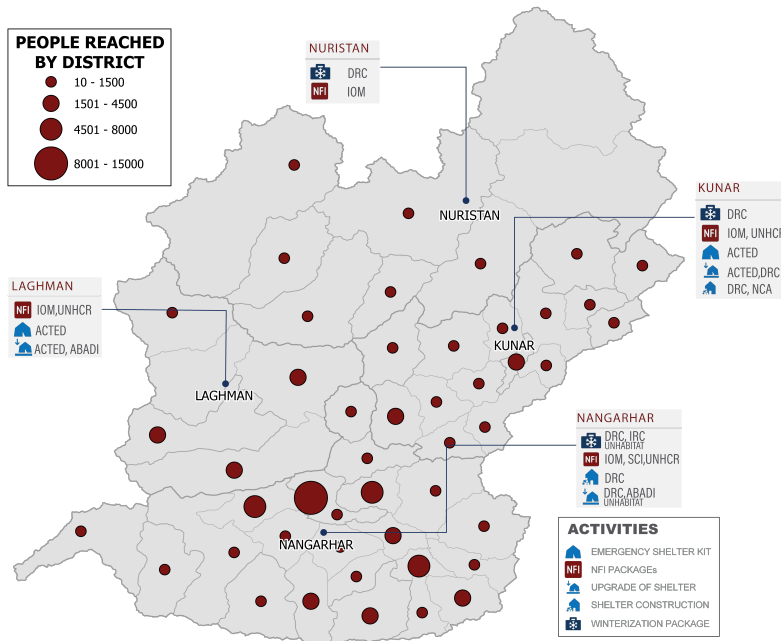 PEOPLE REACHED
BY DISTRICT
10 - 1500
1501 - 4500
4501 - 8000
8001 - 15000
NURISTAN
DRC
NFI IOM
NURISTAN
KUNAR
DRC
NFI IOM, UNHCR
ACTED
ACTED,DRC
DRC, NCA
LAGHMAN
NFI IOM,UNHCR
ACTED
ACTED, ABADI
KUNAR
LAGHMAN
NANGARHAR
DRC, IRC
UNHABITAT
NFI IOM, SCI,UNHCR
DRC
DRC,ABADI
UNHABITAT
NANGARHAR
ACTIVITIES
EMERGENCY SHELTER KIT
NFI NFI PACKAGEs
UPGRADE OF SHELTER
SHELTER CONSTRUCTION
WINTERIZATION PACKAGE